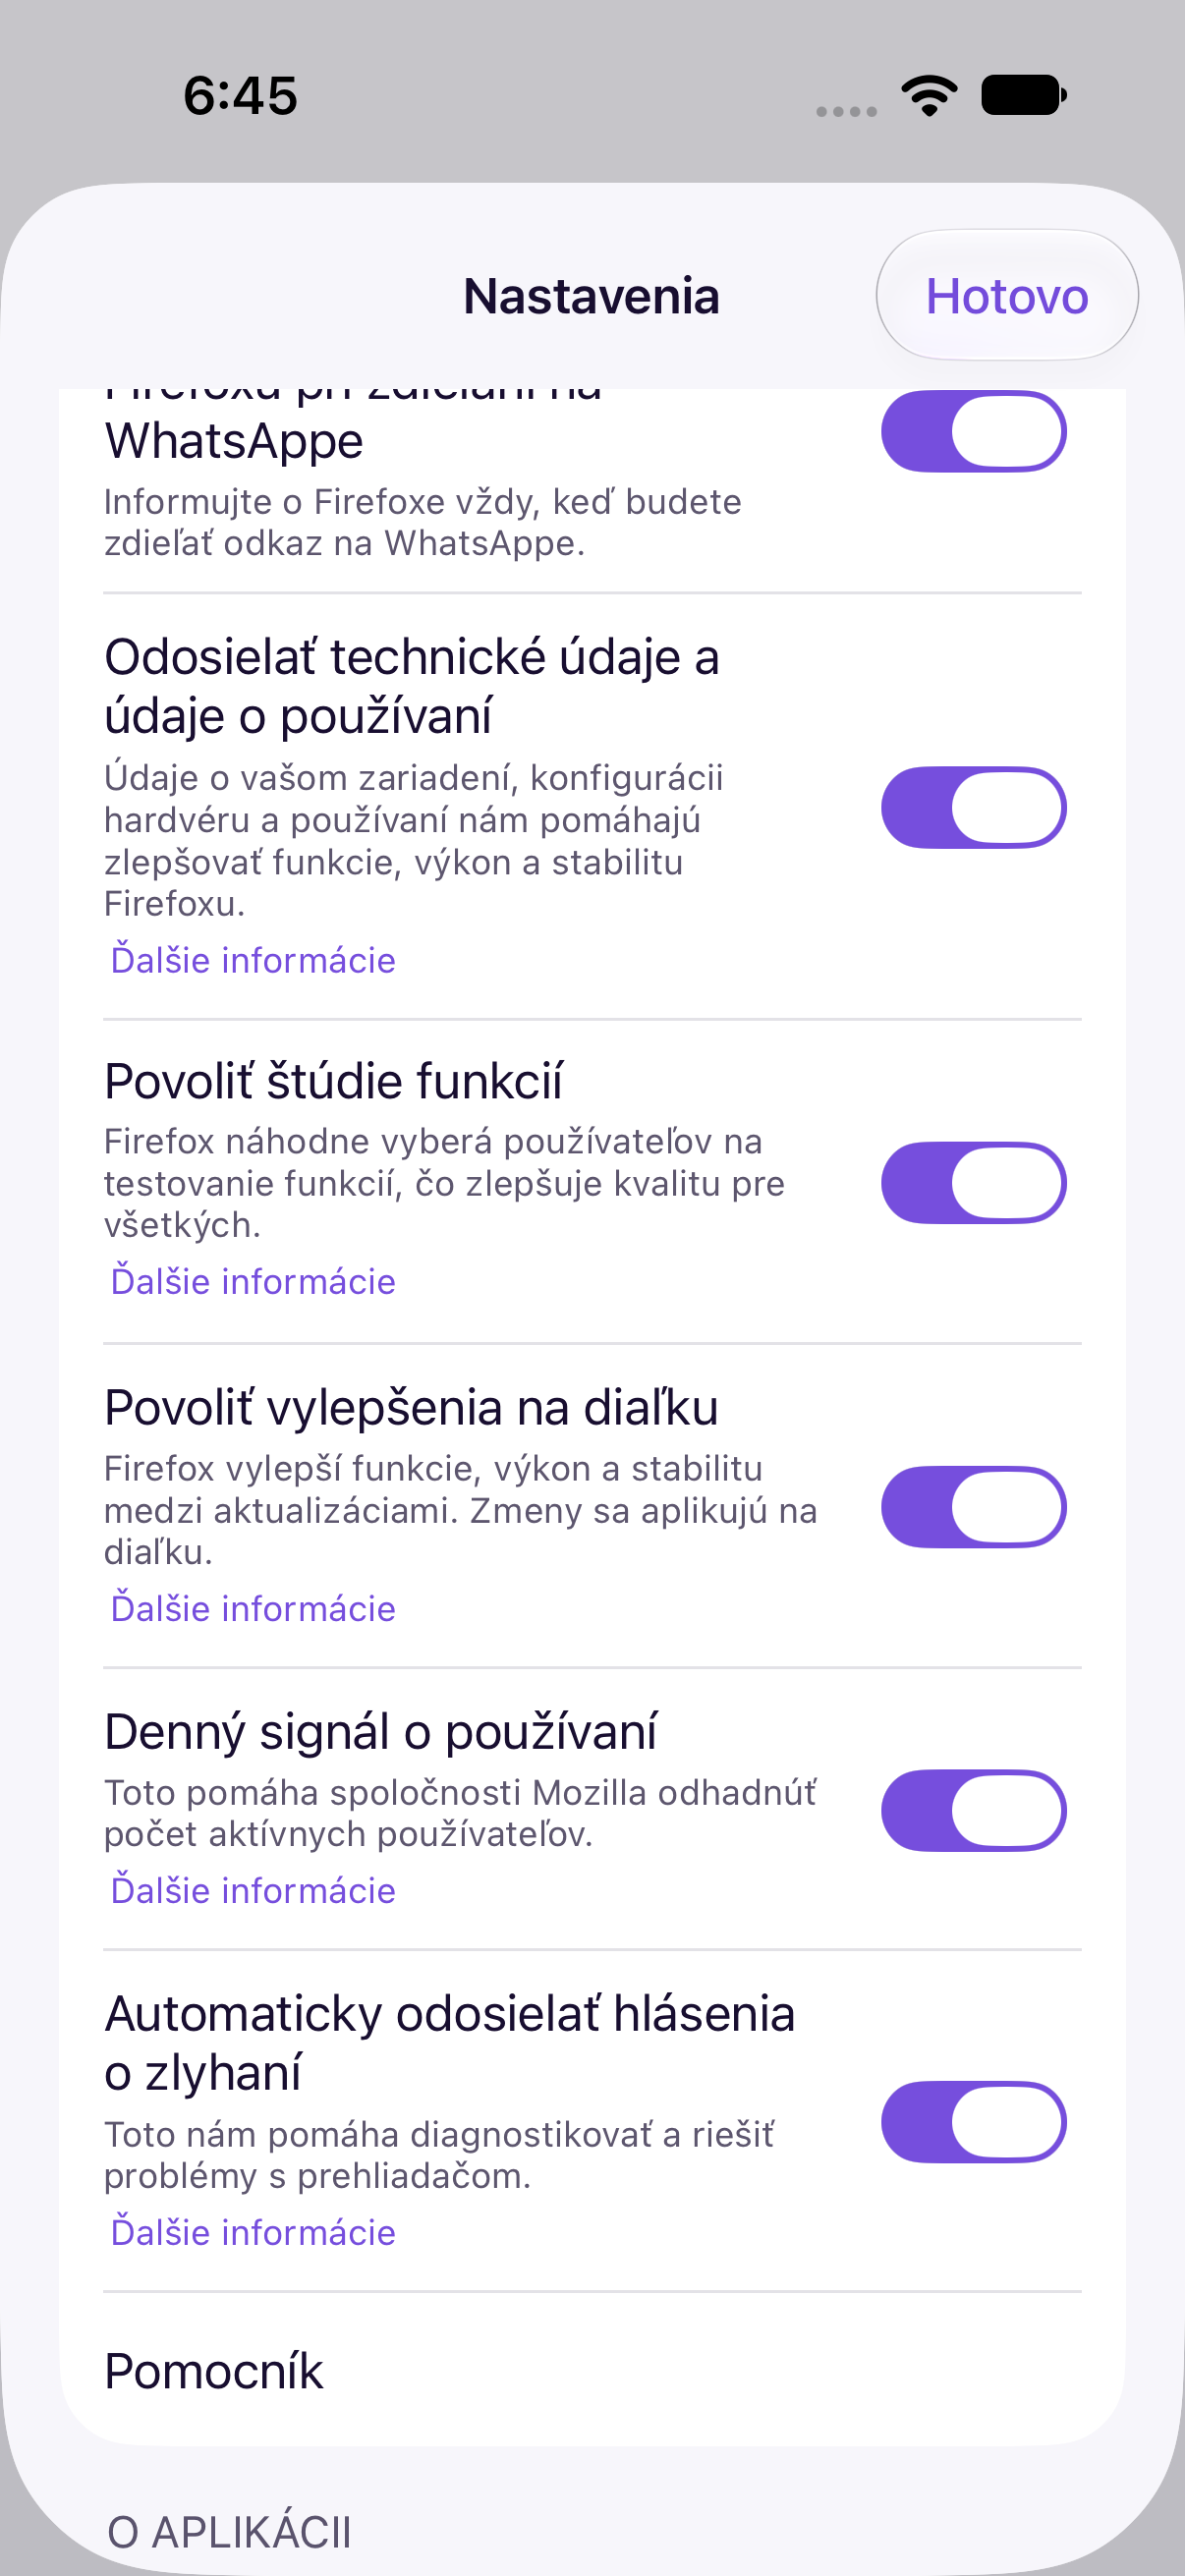 6:45
Nastavenia
Hotovo
Firefoxu pri zdieľaní na
WhatsAppe
Informujte o Firefoxe vždy, keď budete
zdieľať odkaz na WhatsAppe.
Odosielať technické údaje a
údaje o používaní
Údaje o vašom zariadení, konfigurácii
hardvéru a používaní nám pomáhajú
zlepšovať funkcie, výkon a stabilitu
Firefoxu.
Ďalšie informácie
Povoliť štúdie funkcií
Firefox náhodne vyberá používateľov na
testovanie funkcií, čo zlepšuje kvalitu pre
všetkých.
Ďalšie informácie
Povoliť vylepšenia na diaľku
Firefox vylepší funkcie, výkon a stabilitu
medzi aktualizáciami. Zmeny sa aplikujú na
diaľku.
Ďalšie informácie
Denný signál o používaní
Toto pomáha spoločnosti Mozilla odhadnúť
počet aktívnych používateľov.
Ďalšie informácie
Automaticky odosielať hlásenia
o zlyhaní
Toto nám pomáha diagnostikovať a riešiť
problémy s prehliadačom.
Ďalšie informácie
Pomocník
O APLIKÁCII